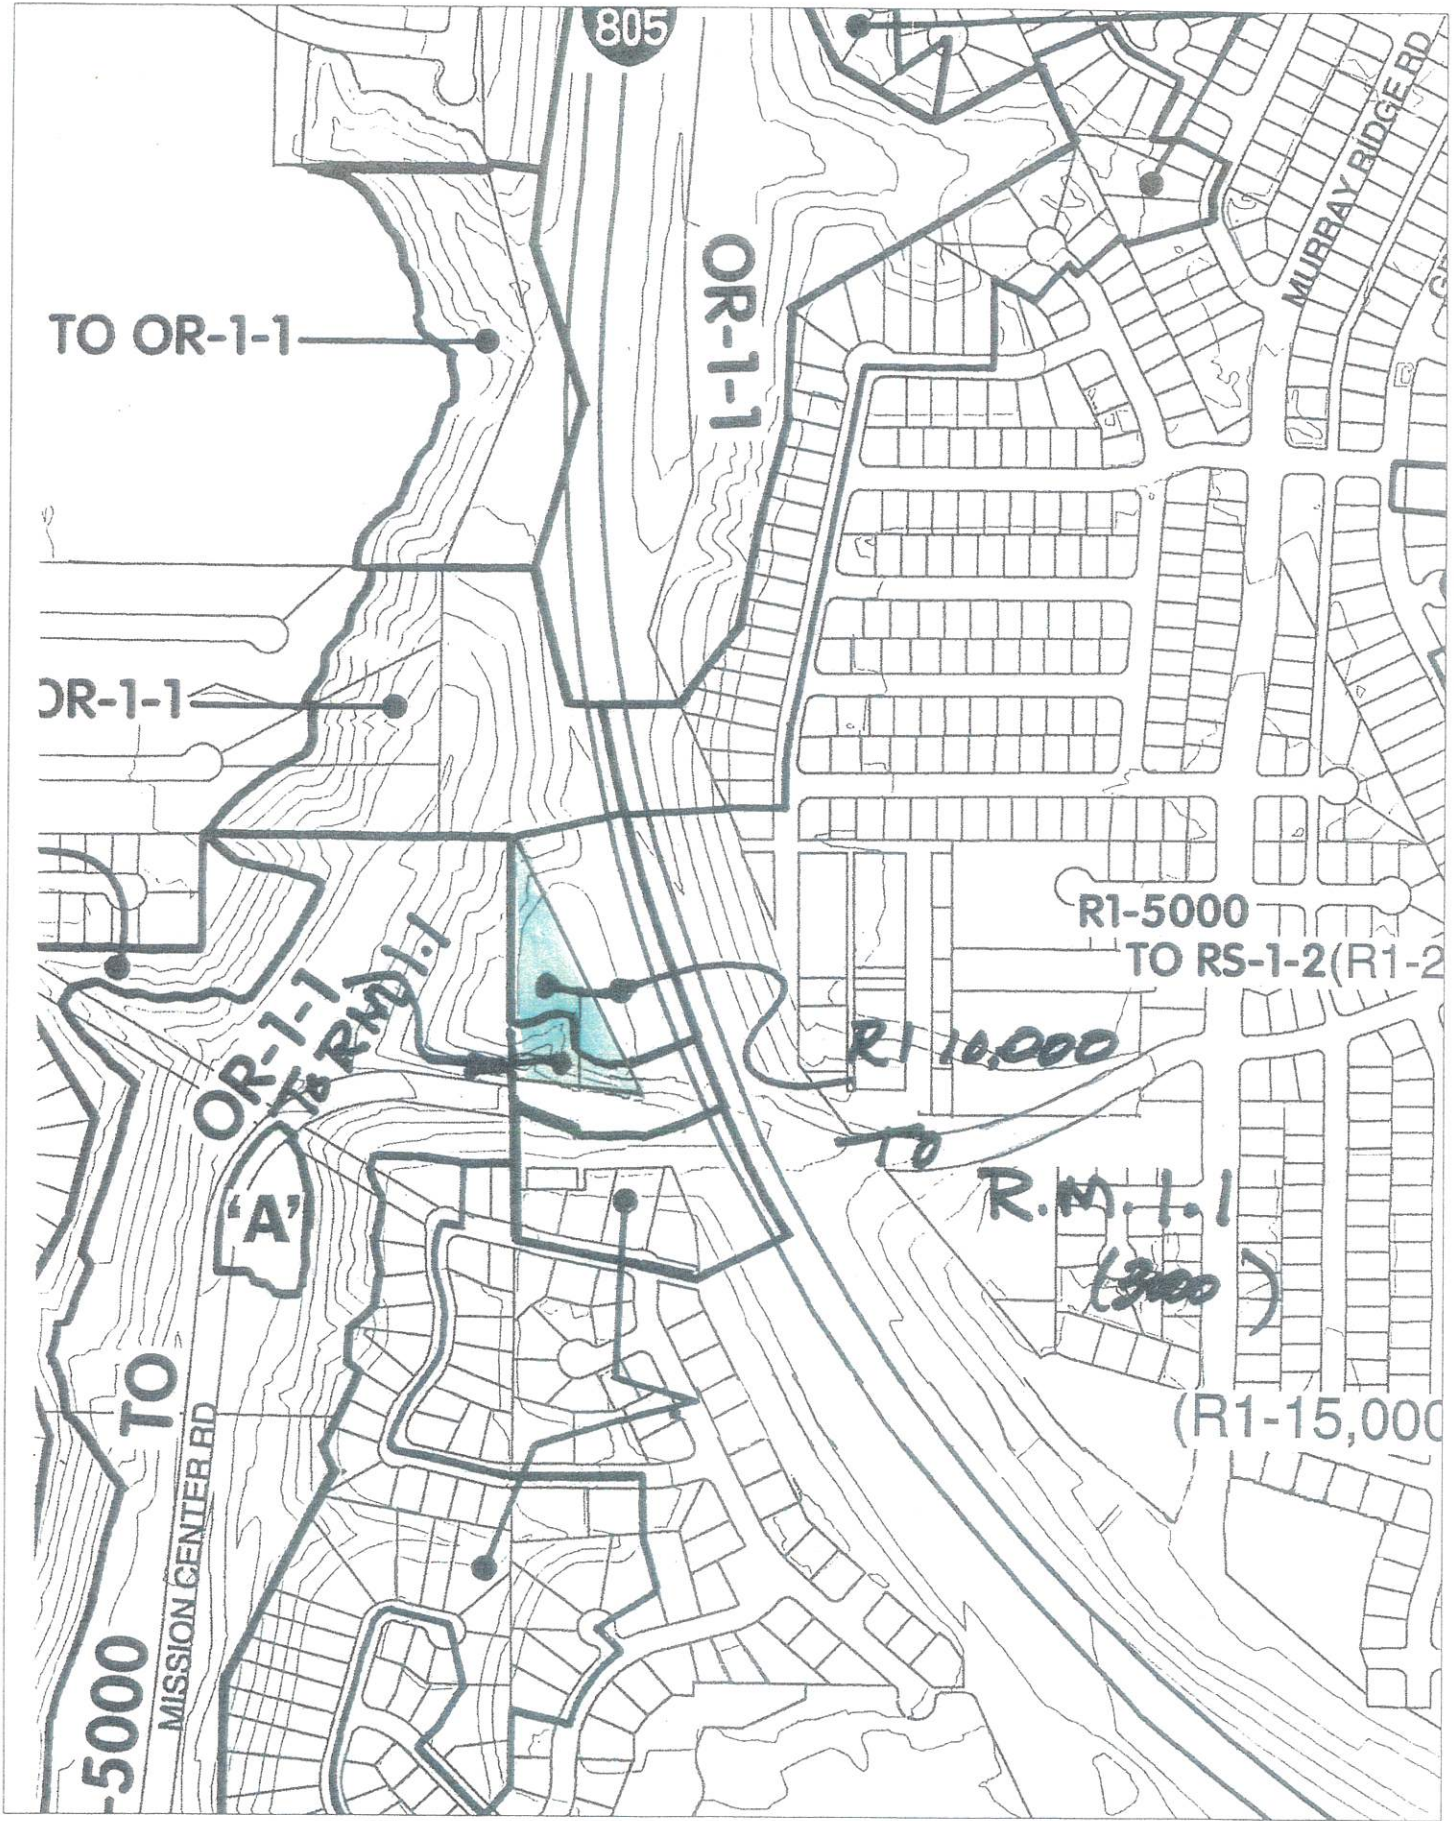 805
MURRAY RIDGE RD
TO OR-1-1
OR-1-1
OR-1-1
R1-5000
TO RS-1-2(R1-2
OR-1-1
TO RM 1.1
R1 10,000
TO
R.M.1.1
(3000)
'A'
TO
(R1-15,000
MISSION CENTER RD
-5000